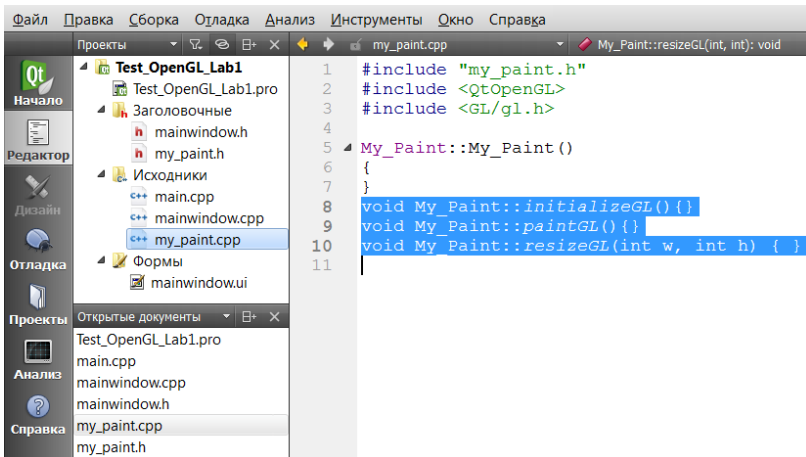 Файл Правка Сборка Отладка Анализ Инструменты Окно Справка
Проекты
my_paint.cpp
My_Paint::resizeGL(int, int): void
Начало
Редактор
Дизайн
Отладка
Проекты
Анализ
Справка
Test_OpenGL_Lab1
Test_OpenGL_Lab1.pro
Заголовочные
mainwindow.h
my_paint.h
Исходники
main.cpp
mainwindow.cpp
my_paint.cpp
Формы
mainwindow.ui
Открытые документы
Test_OpenGL_Lab1.pro
main.cpp
mainwindow.cpp
mainwindow.h
my_paint.cpp
my_paint.h
1 #include "my_paint.h"
2 #include <QtOpenGL>
3 #include <GL/gl.h>
4
5 My_Paint::My_Paint()
6 {
7 }
8 void My_Paint::initializeGL(){}
9 void My_Paint::paintGL(){}
10 void My_Paint::resizeGL(int w, int h) { }
11